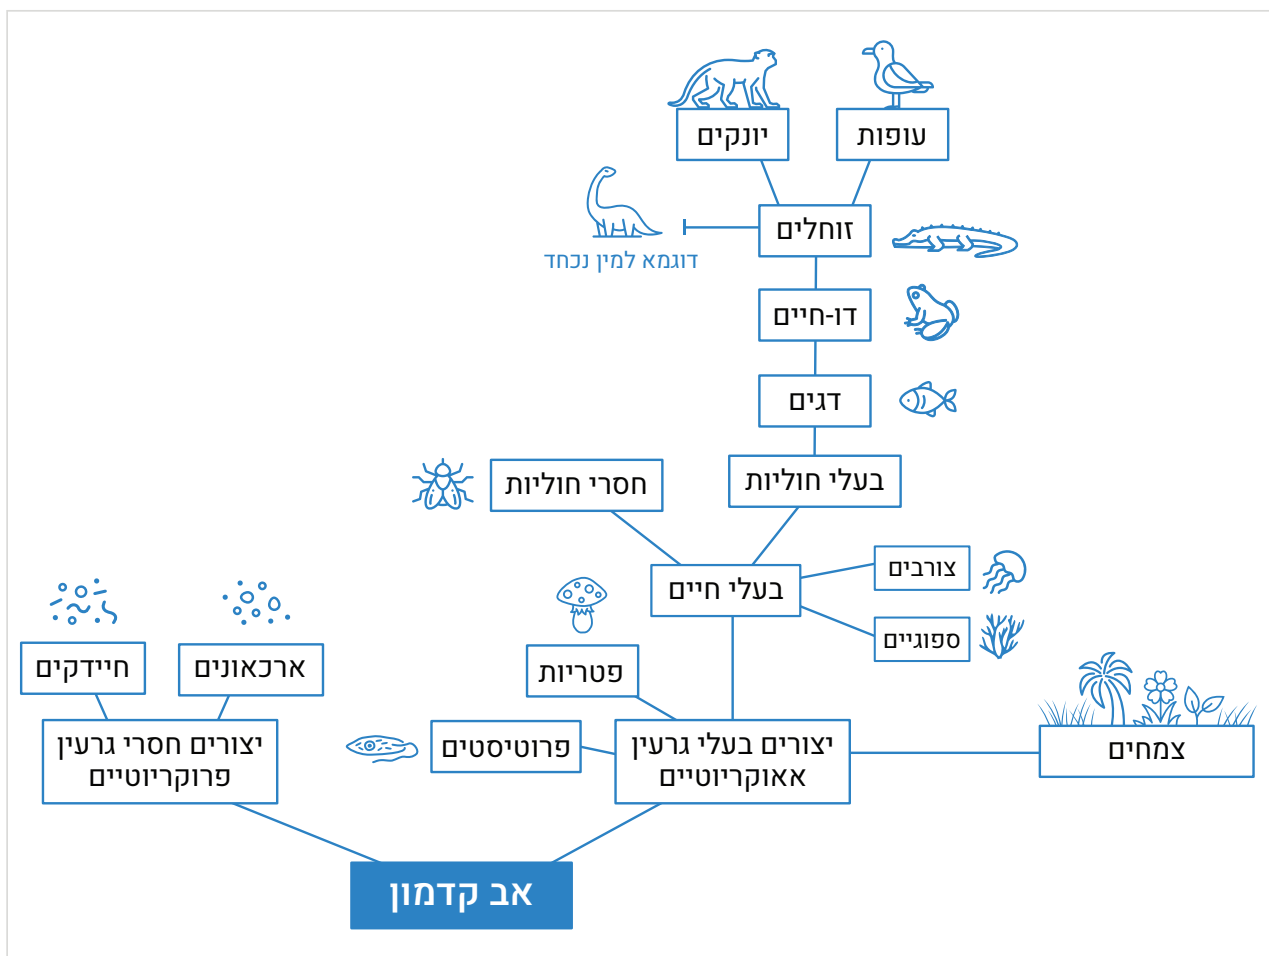 עופות
יונקים
זוחלים
דוגמא למין נכחד
דו-חיים
דגים
בעלי חוליות
חסרי חוליות
צורבים
בעלי חיים
ספוגיים
פטריות
ארכאונים
חיידקים
צמחים
יצורים בעלי גרעין
אאוקריוטיים
פרוטיסטים
יצורים חסרי גרעין
פרוקריוטיים
אב קדמון